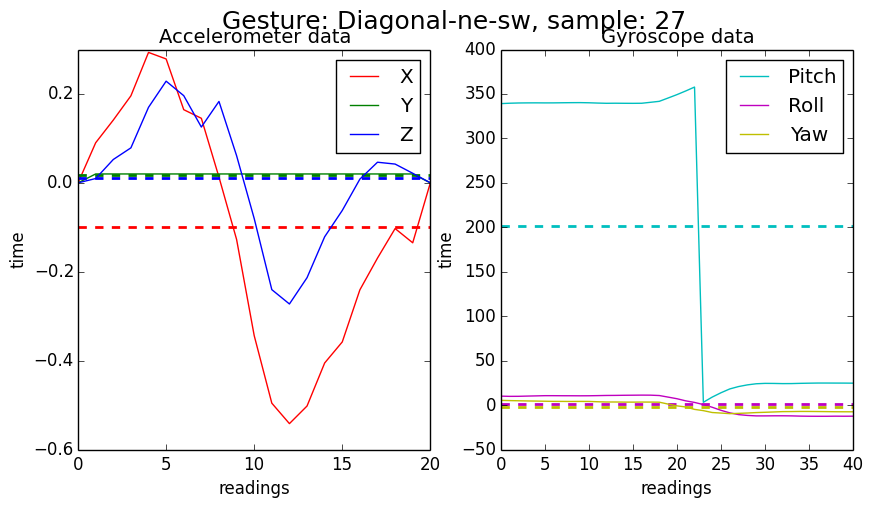 Gesture: Diagonal-ne-sw, sample: 27
Accelerometer data
X
Y
Z
0.2
0.0
−0.2
−0.4
−0.6
time
0
5
10
15
20
readings
Gyroscope data
Pitch
Roll
Yaw
400
350
300
250
200
150
100
50
0
−50
time
0
5
10
15
20
25
30
35
40
readings